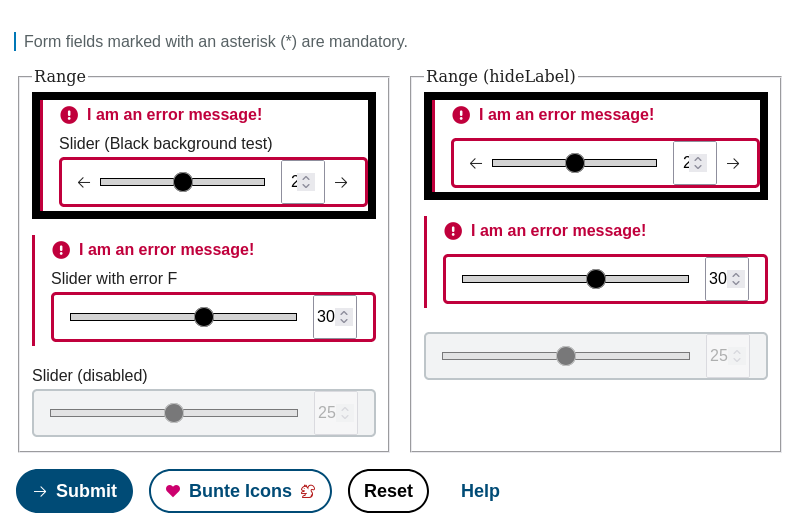 Form fields marked with an asterisk (*) are mandatory.
Range
I am an error message!
Slider (Black background test)
I am an error message!
Slider with error F
30
Slider (disabled)
25
Range (hideLabel)
I am an error message!
I am an error message!
30
25
Submit
Bunte Icons
Reset
Help